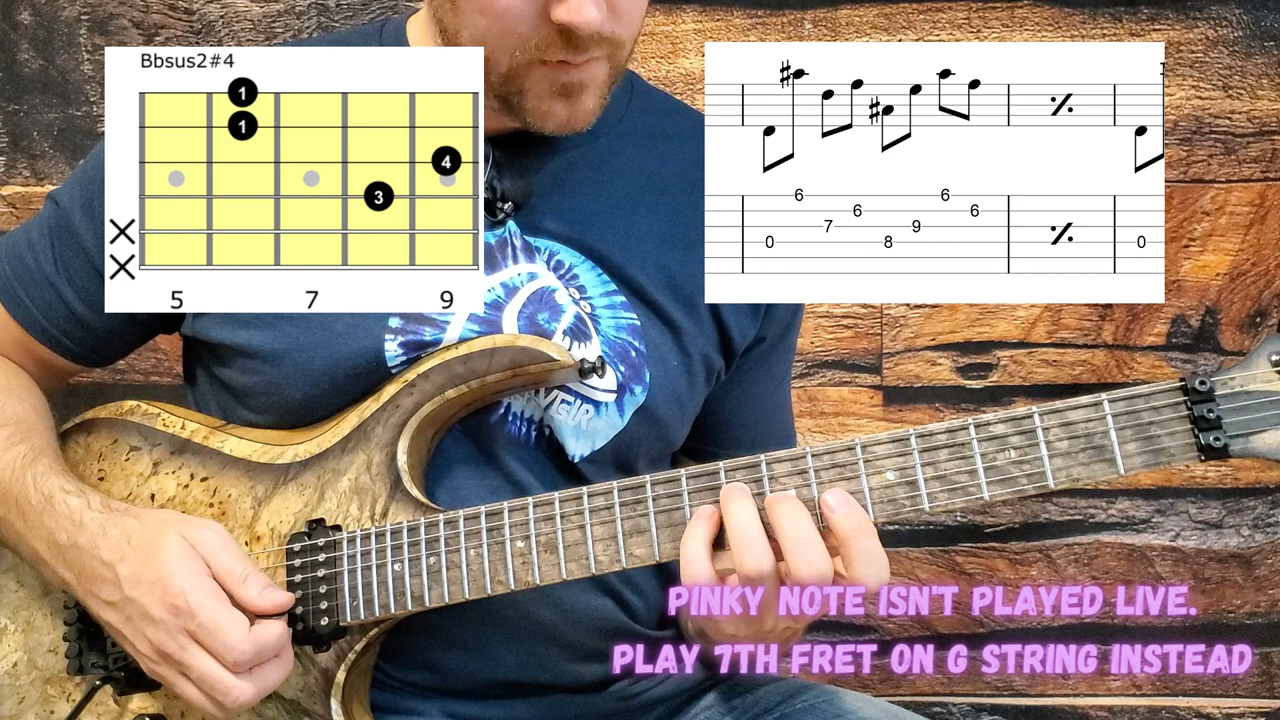 Bbsus2#4
1
1
4
3
X
X
5 7 9
#
#
6 6
6 6
7 9
0 8 0
PINKY NOTE ISN'T PLAYED LIVE.
PLAY 7TH FRET ON G STRING INSTEAD